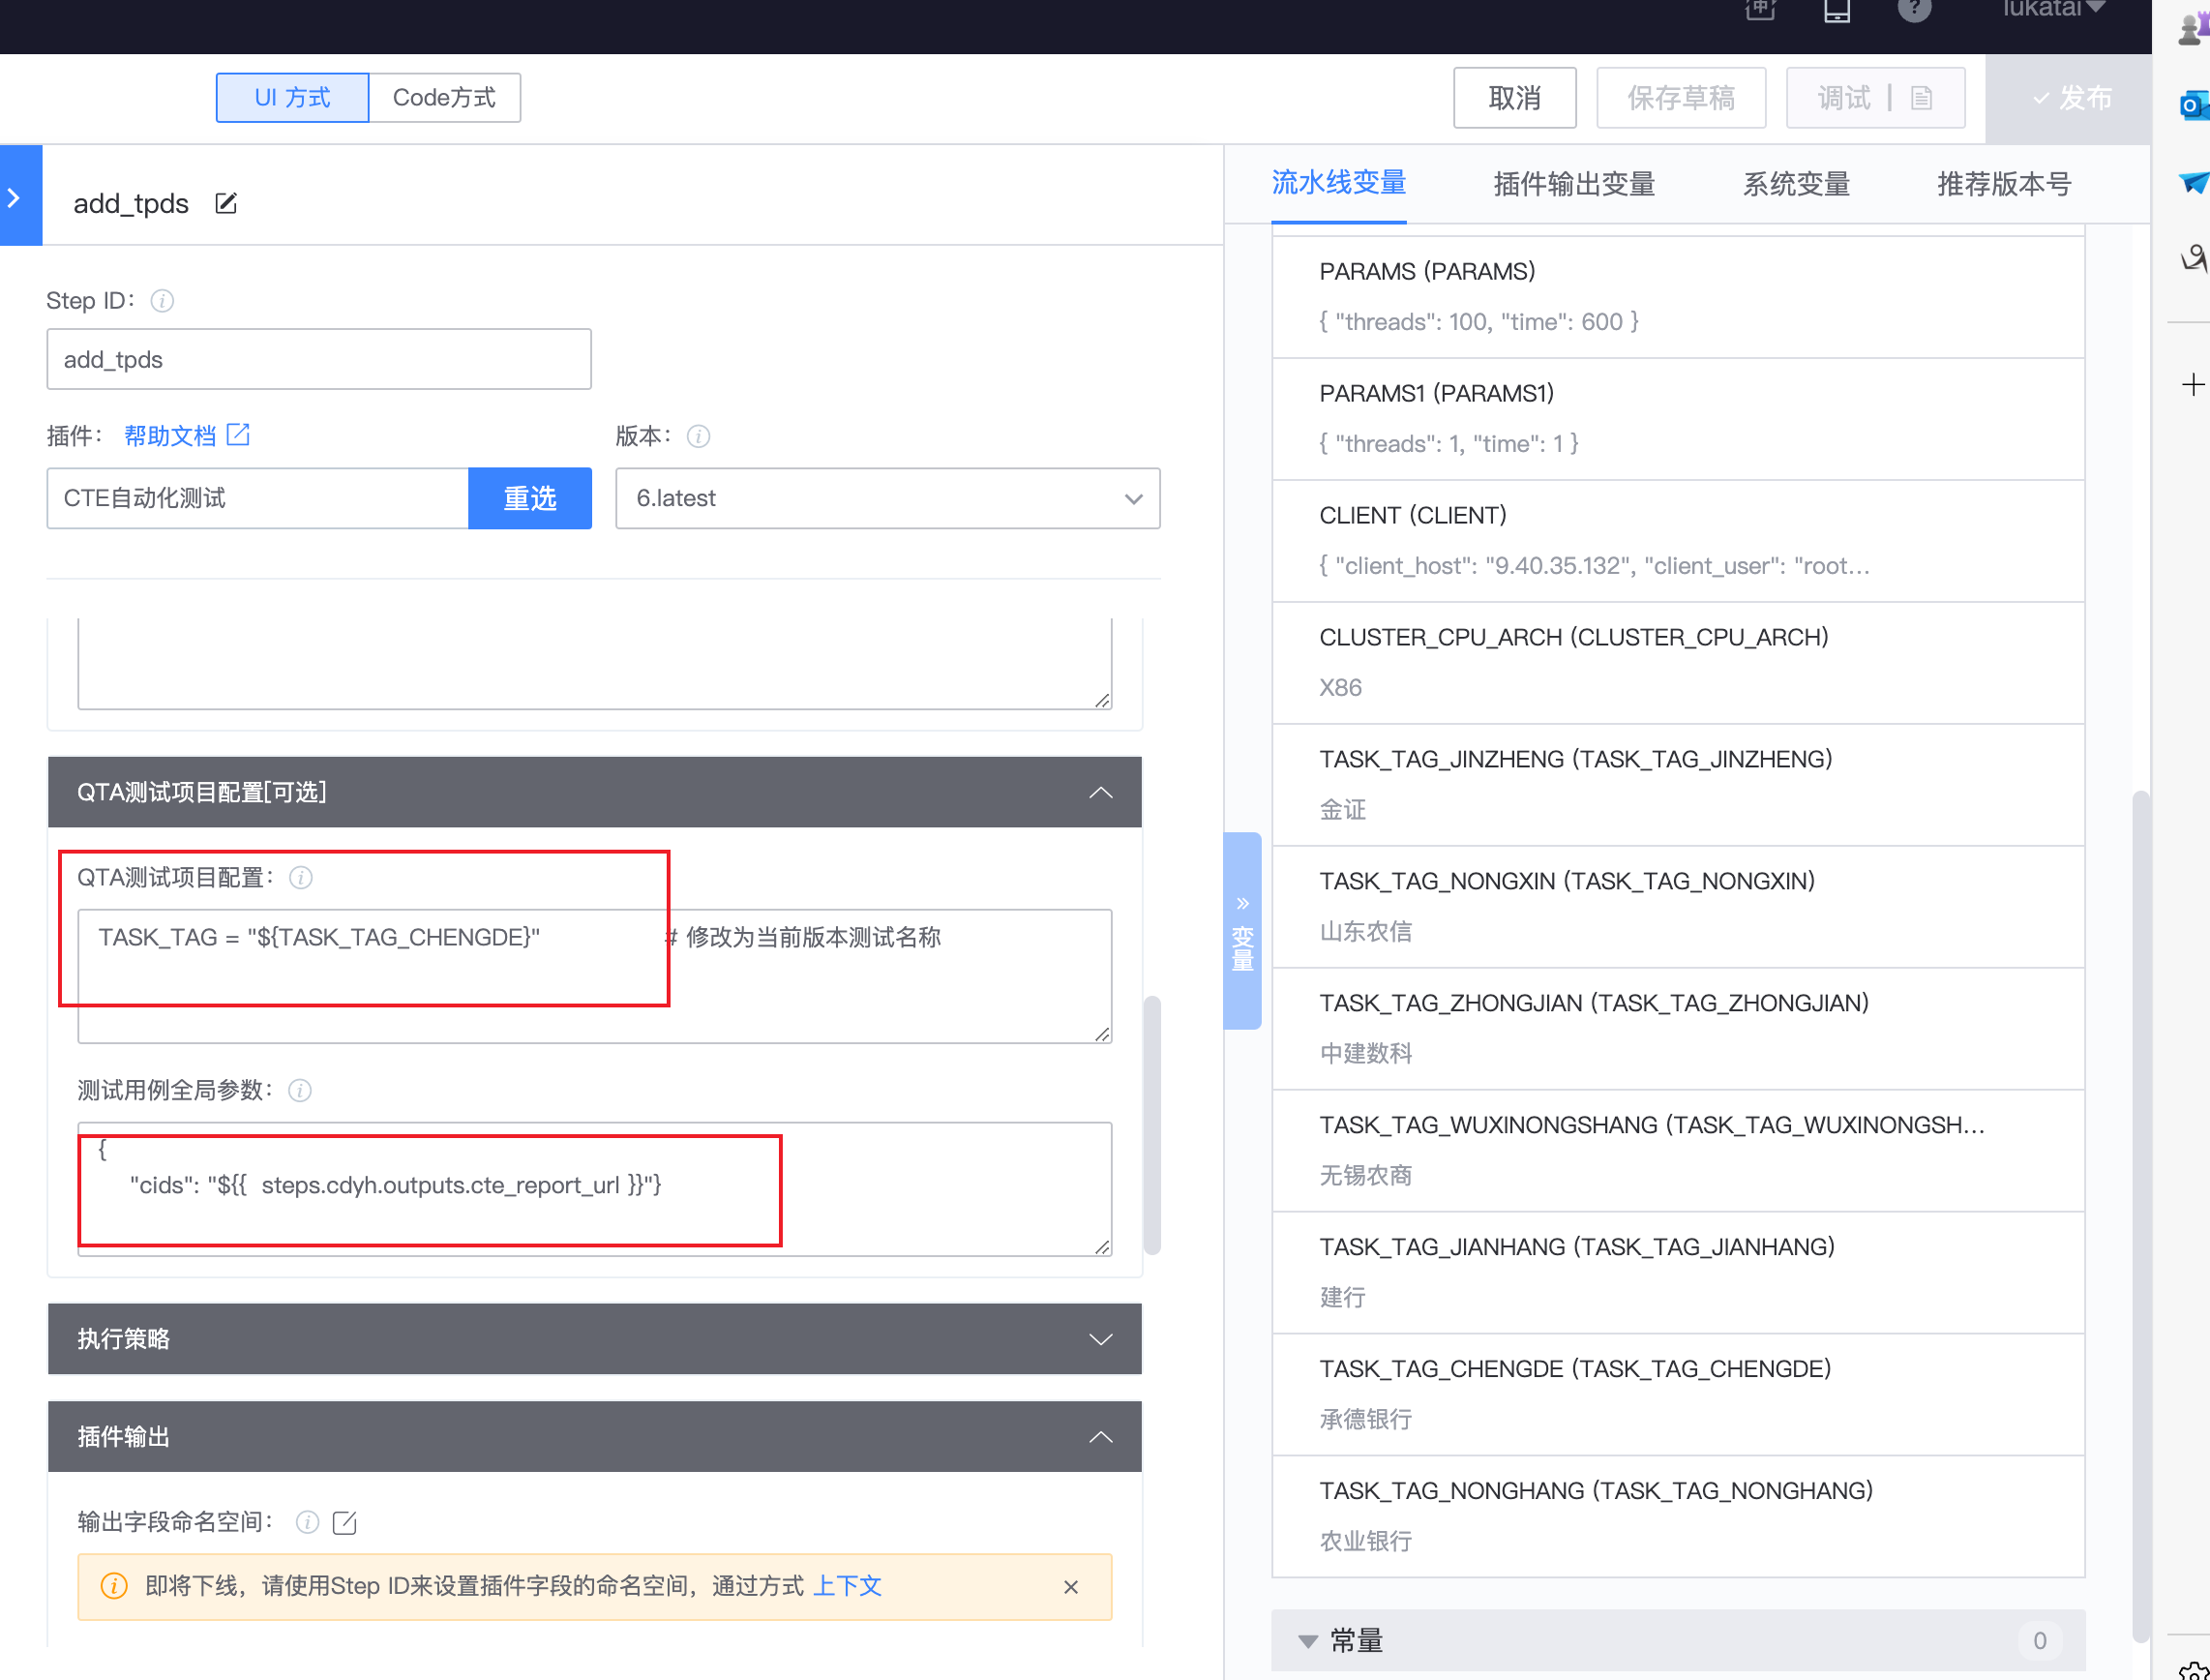 lukatai
UI 方式
Code方式
取消
保存草稿
调试
发布
add_tpds
流水线变量
插件输出变量
系统变量
推荐版本号
Step ID：
add_tpds
插件：
帮助文档
版本：
CTE自动化测试
重选
6.latest
QTA测试项目配置[可选]
QTA测试项目配置：
TASK_TAG = "${TASK_TAG_CHENGDE}" # 修改为当前版本测试名称
测试用例全局参数：
{
"cids": "${{ steps.cdyh.outputs.cte_report_url }}"}
执行策略
插件输出
输出字段命名空间：
即将下线，请使用Step ID来设置插件字段的命名空间，通过方式 上下文
» 变量
PARAMS (PARAMS)
{ "threads": 100, "time": 600 }
PARAMS1 (PARAMS1)
{ "threads": 1, "time": 1 }
CLIENT (CLIENT)
{ "client_host": "9.40.35.132", "client_user": "root...
CLUSTER_CPU_ARCH (CLUSTER_CPU_ARCH)
X86
TASK_TAG_JINZHENG (TASK_TAG_JINZHENG)
金证
TASK_TAG_NONGXIN (TASK_TAG_NONGXIN)
山东农信
TASK_TAG_ZHONGJIAN (TASK_TAG_ZHONGJIAN)
中建数科
TASK_TAG_WUXINONGSHANG (TASK_TAG_WUXINONGSH...
无锡农商
TASK_TAG_JIANHANG (TASK_TAG_JIANHANG)
建行
TASK_TAG_CHENGDE (TASK_TAG_CHENGDE)
承德银行
TASK_TAG_NONGHANG (TASK_TAG_NONGHANG)
农业银行
常量
0